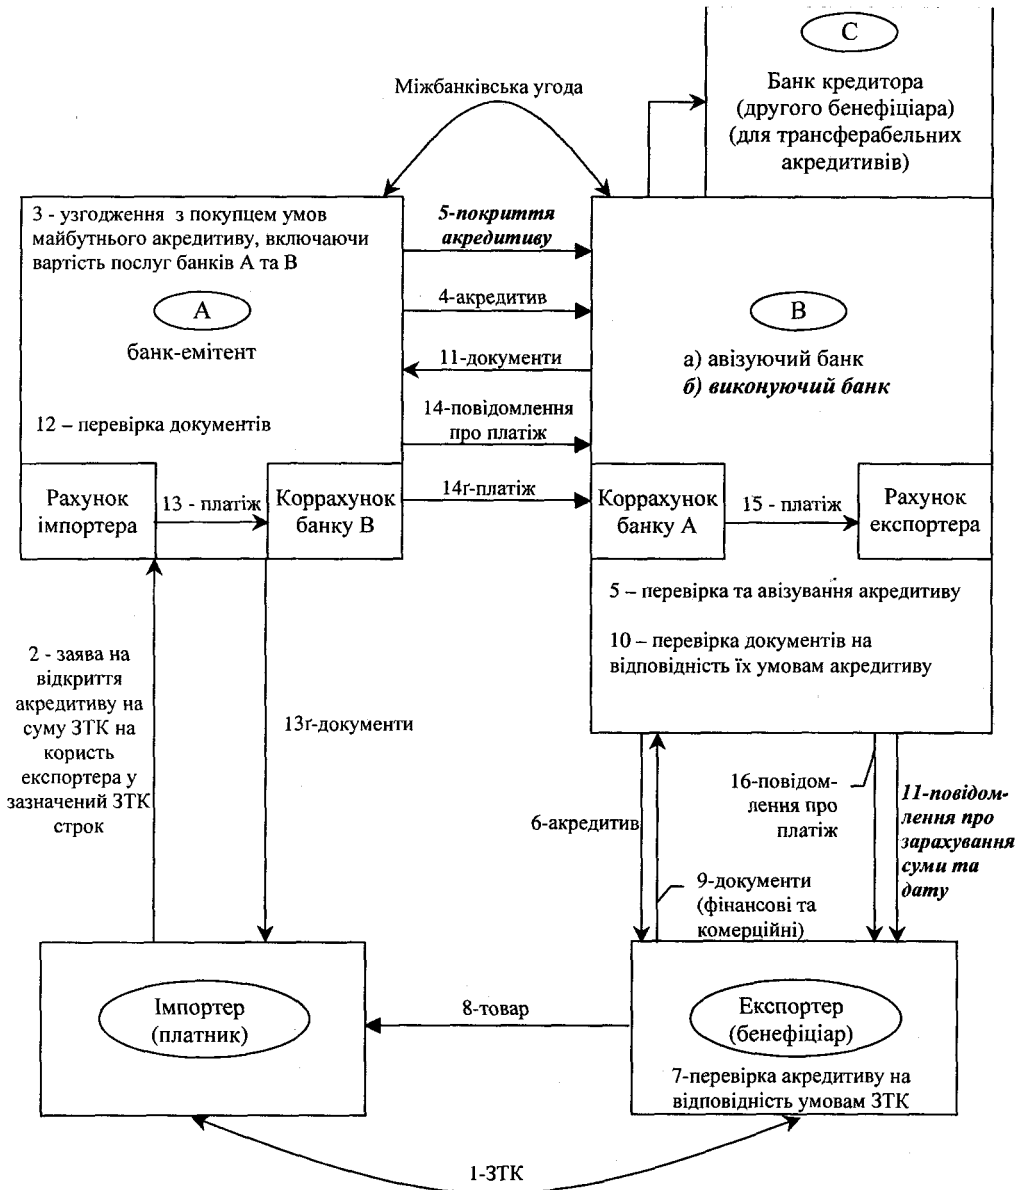 С
Банк кредитора
(другого бенефіціара)
(для трансферабельних
акредитивів)
Міжбанківська угода
3 - узгодження з покупцем умов
майбутнього акредитиву, включаючи
вартість послуг банків А та В
А
банк-емітент
12 – перевірка документів
Рахунок
імпортера
13 - платіж
Коррахунок
банку В
5-покриття
акредитиву
4-акредитив
11-документи
14-повідомлення
про платіж
14ґ-платіж
В
а) авізуючий банк
б) виконуючий банк
Коррахунок
банку А
15 - платіж
Рахунок
експортера
5 – перевірка та авізування акредитиву
10 – перевірка документів на
відповідність їх умовам акредитиву
2 - заява на
відкриття
акредитиву на
суму ЗТК на
користь
експортера у
зазначений ЗТК
строк
13ґ-документи
6-акредитив
9-документи
(фінансові та
комерційні)
16-повідом-
лення про
платіж
11-повідом-
лення про
зарахування
суми та
дату
Імпортер
(платник)
8-товар
Експортер
(бенефіціар)
7-перевірка акредитиву на
відповідність умовам ЗТК
1-ЗТК